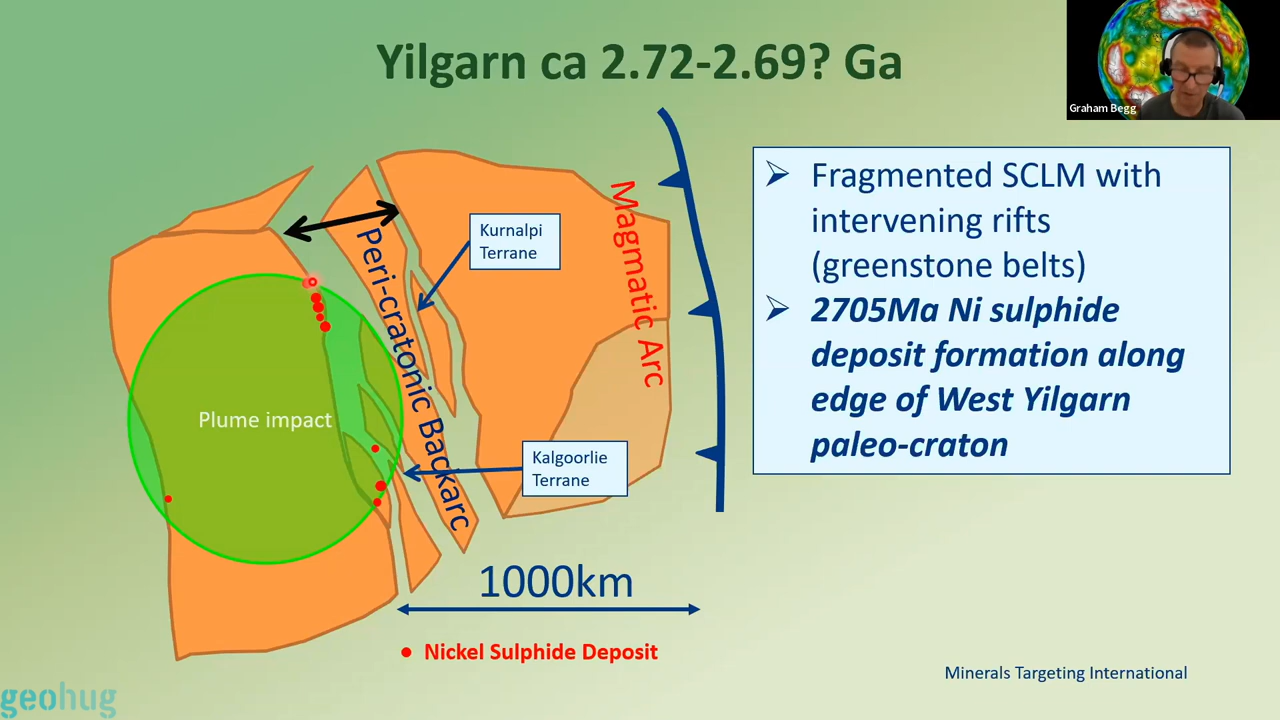 Yilgarn ca 2.72-2.69? Ga
Graham Begg
Magmatic Arc
Peri-cratonic Backarc
Kurnalpi
Terrane
Plume impact
Kalgoorlie
Terrane
➢ Fragmented SCLM with
intervening rifts
(greenstone belts)
➢ 2705Ma Ni sulphide
deposit formation along
edge of West Yilgarn
paleo-craton
1000km
Nickel Sulphide Deposit
Minerals Targeting International
geohug